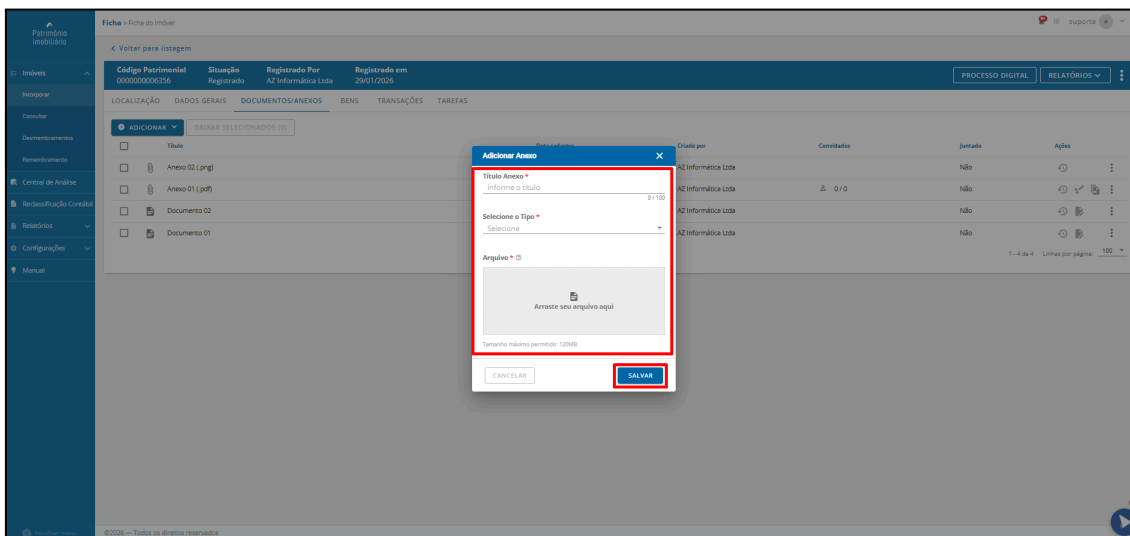 Patrimônio
Imobiliário
Ficha > Ficha do Imóvel
suporte
Voltar para listagem
Imóveis
Incorporar
Consultar
Desmembramentos
Remembramento
Central de Análise
Reclassificação Contábil
Relatórios
Configurações
Manual
Código Patrimonial Situação Registrado Por Registrado em
0000000006356 Registrado AZ Informática Ltda 29/01/2026
PROCESSO DIGITAL RELATÓRIOS
LOCALIZAÇÃO DADOS GERAIS DOCUMENTOS/ANEXOS BENS TRANSAÇÕES TAREFAS
ADICIONAR BAIXAR SELECIONADOS (0)
Título Data cadastro Criado por Convidados Juntado Ações
Anexo 02 (.png) AZ Informática Ltda Não
Anexo 01 (.pdf) AZ Informática Ltda 0/0 Não
Documento 02 AZ Informática Ltda Não
Documento 01 AZ Informática Ltda Não
1 - 4 de 4 Linhas por página: 100
Adicionar Anexo
Título Anexo *
Informe o título
0 / 100
Selecione o Tipo *
Selecione
Arquivo *
Arraste seu arquivo aqui
Tamanho máximo permitido: 120MB
CANCELAR SALVAR
©2026 — Todos os direitos reservados